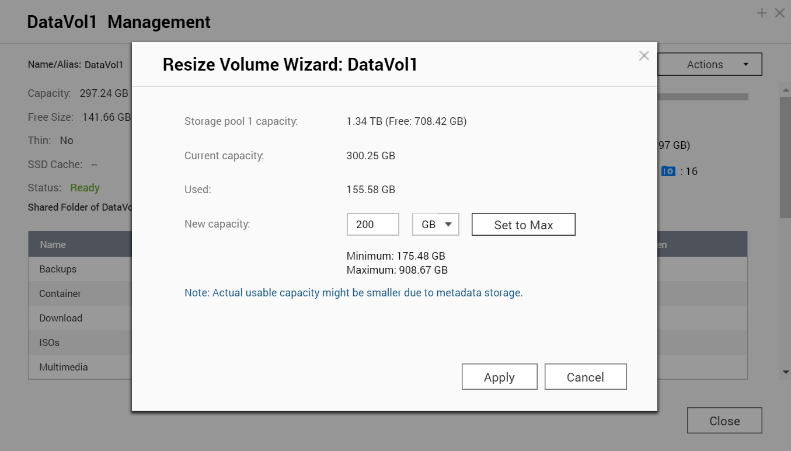 DataVol1 Management
Name/Alias: DataVol1
Actions
Capacity: 297.24 GB
Free Size: 141.66 GB
Thin: No
97 GB)
SSD Cache: --
: 16
Status: Ready
Shared Folder of DataVo
Name
en
Backups
Container
Download
ISOs
Multimedia
Resize Volume Wizard: DataVol1
Storage pool 1 capacity: 1.34 TB (Free: 708.42 GB)
Current capacity: 300.25 GB
Used: 155.58 GB
New capacity: 200 GB Set to Max
Minimum: 175.48 GB
Maximum: 908.67 GB
Note: Actual usable capacity might be smaller due to metadata storage.
Apply Cancel
Close